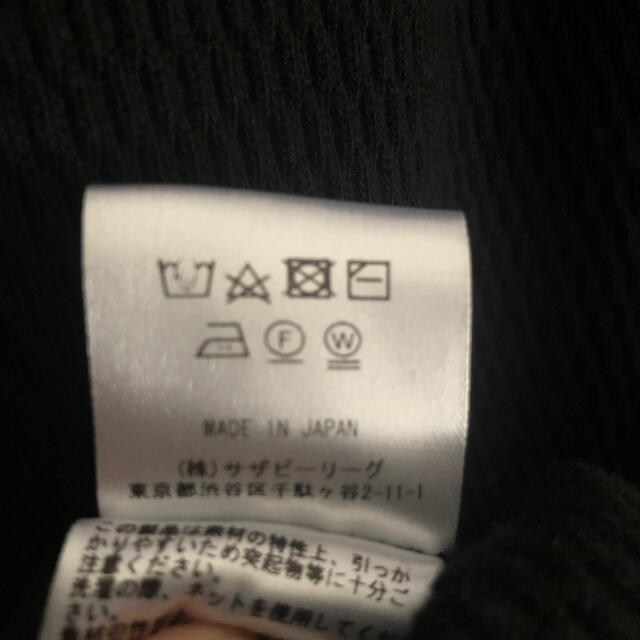 F W
MADE IN JAPAN
(株)サザビーリーグ
東京都渋谷区千駄ヶ谷2-11-1
この製品は素材の特性上、引っか
かりやすいため突起物等に十分ご
注意ください。
洗濯の際、ネットを使用してくだ
さい。